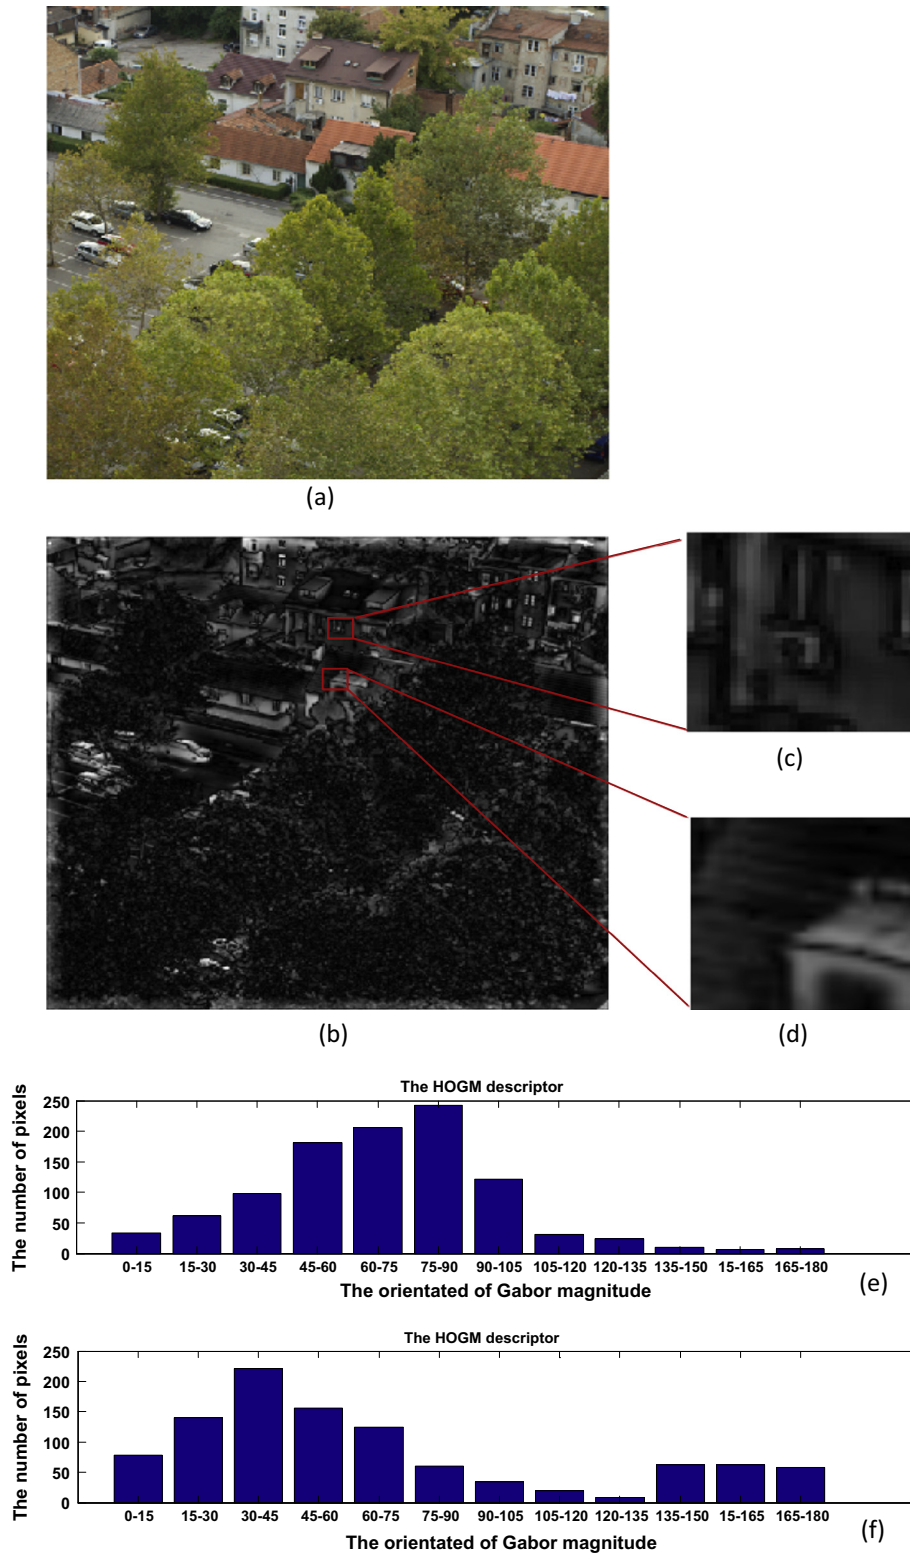 (a)
(c)
(b)
(d)
The HOGM descriptor
The number of pixels
250
200
150
100
50
0
0-15 15-30 30-45 45-60 60-75 75-90 90-105 105-120 120-135 135-150 15-165 165-180
The orientated of Gabor magnitude
(e)
The HOGM descriptor
The number of pixels
250
200
150
100
50
0
0-15 15-30 30-45 45-60 60-75 75-90 90-105 105-120 120-135 135-150 15-165 165-180
The orientated of Gabor magnitude
(f)